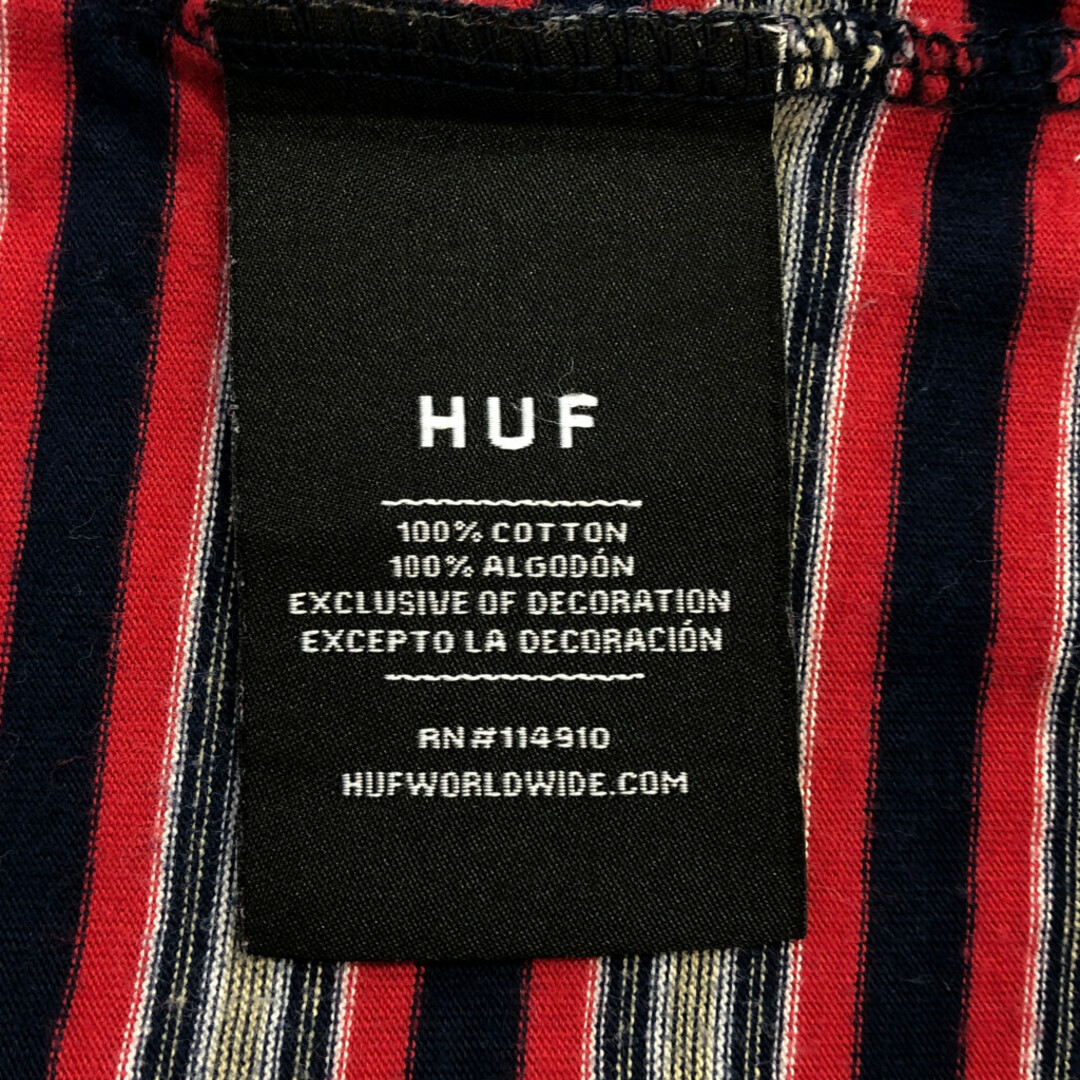 HUF
100% COTTON
100% ALGODÓN
EXCLUSIVE OF DECORATION
EXCEPTO LA DECORACIÓN
RN#114910
HUFWORLDWIDE.COM